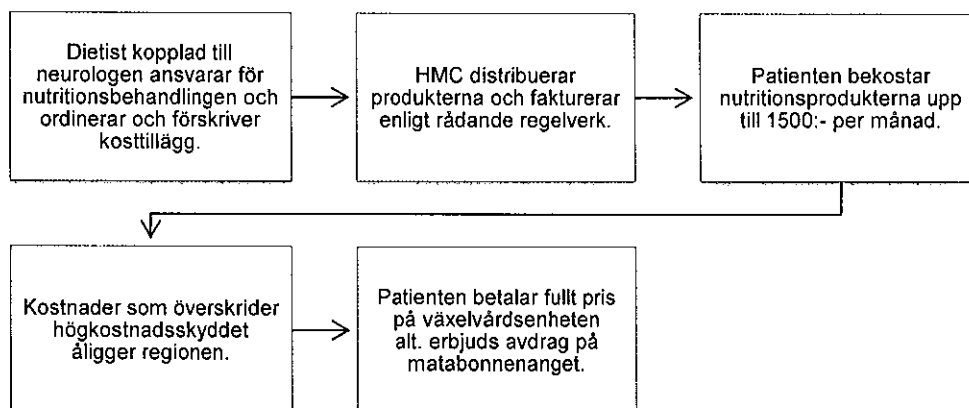 Dietist kopplad till
neurologen ansvarar för
nutritionsbehandlingen och
ordinerar och förskriver
kosttillägg.
HMC distribuerar
produkterna och fakturerar
enligt rådande regelverk.
Patienten bekostar
nutritionsprodukterna upp
till 1500:- per månad.
Kostnader som överskrider
högkostnadsskyddet
åligger regionen.
Patienten betalar fullt pris
på växelvårdsenheten
alt. erbjuds avdrag på
matabonnenanget.